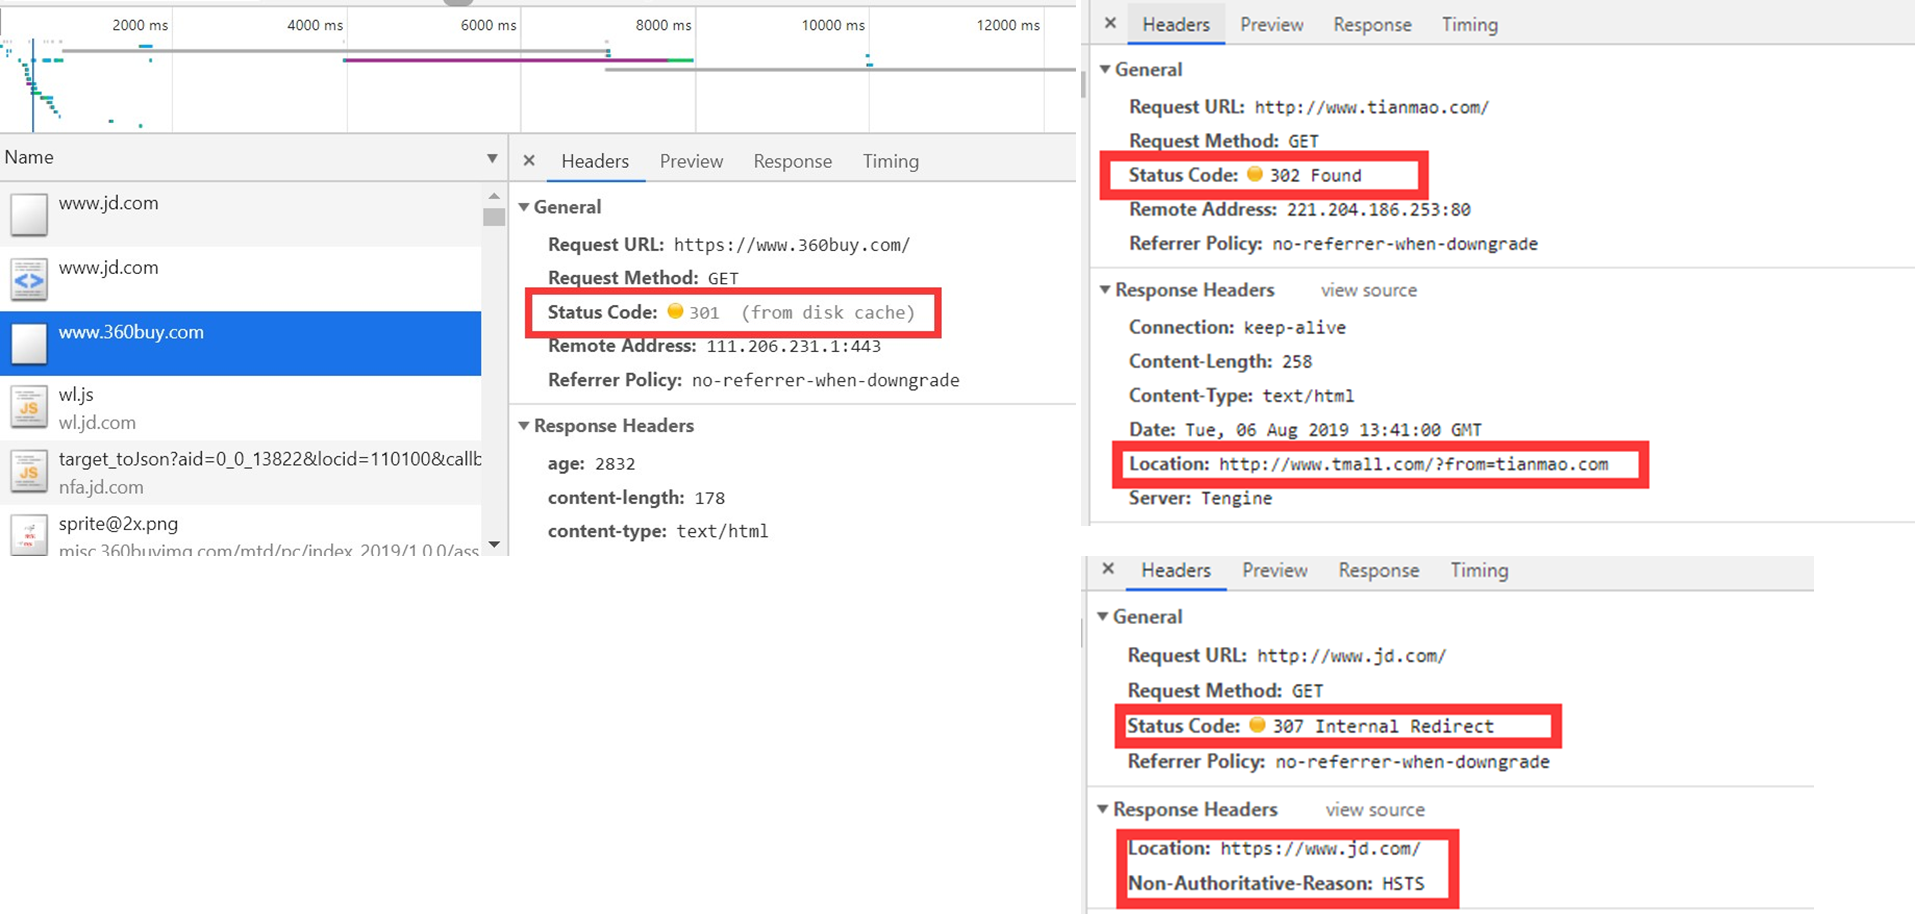 2000 ms
4000 ms
6000 ms
8000 ms
10000 ms
12000 ms
Name
www.jd.com
www.jd.com
www.360buy.com
wl.js
wl.jd.com
target_toJson?aid=0_0_13822&locid=110100&callb
nfa.jd.com
sprite@2x.png
misc.360buyimg.com/mtd/pc/index_2019/1.0.0/ass
× Headers Preview Response Timing
▼ General
Request URL: https://www.360buy.com/
Request Method: GET
Status Code: 301 (from disk cache)
Remote Address: 111.206.231.1:443
Referrer Policy: no-referrer-when-downgrade
▼ Response Headers
age: 2832
content-length: 178
content-type: text/html
× Headers Preview Response Timing
▼ General
Request URL: http://www.tianmao.com/
Request Method: GET
Status Code: 302 Found
Remote Address: 221.204.186.253:80
Referrer Policy: no-referrer-when-downgrade
▼ Response Headers view source
Connection: keep-alive
Content-Length: 258
Content-Type: text/html
Date: Tue, 06 Aug 2019 13:41:00 GMT
Location: http://www.tmall.com/?from=tianmao.com
Server: Tengine
× Headers Preview Response Timing
▼ General
Request URL: http://www.jd.com/
Request Method: GET
Status Code: 307 Internal Redirect
Referrer Policy: no-referrer-when-downgrade
▼ Response Headers view source
Location: https://www.jd.com/
Non-Authoritative-Reason: HSTS